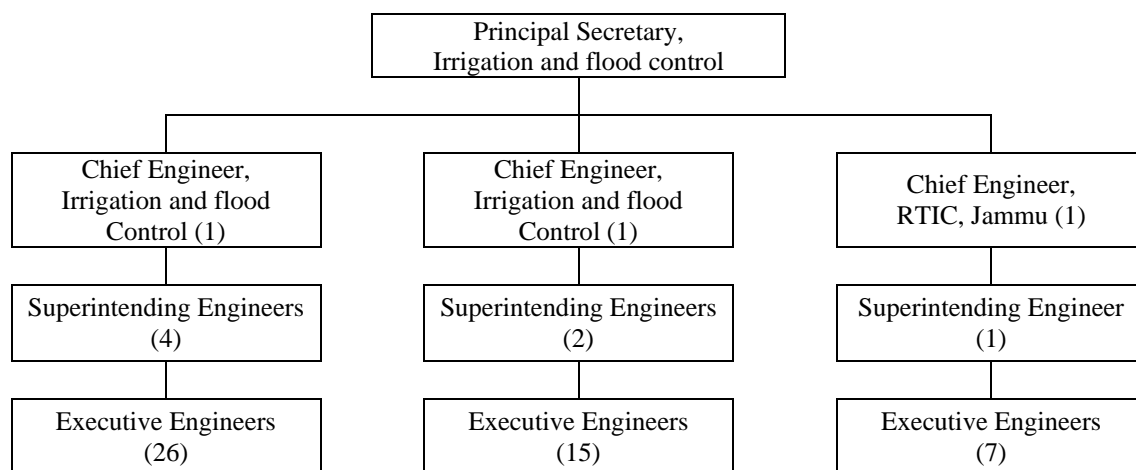 Principal Secretary,
Irrigation and flood control
Chief Engineer,
Irrigation and flood
Control (1)
Chief Engineer,
Irrigation and flood
Control (1)
Chief Engineer,
RTIC, Jammu (1)
Superintending Engineers
(4)
Superintending Engineers
(2)
Superintending Engineer
(1)
Executive Engineers
(26)
Executive Engineers
(15)
Executive Engineers
(7)